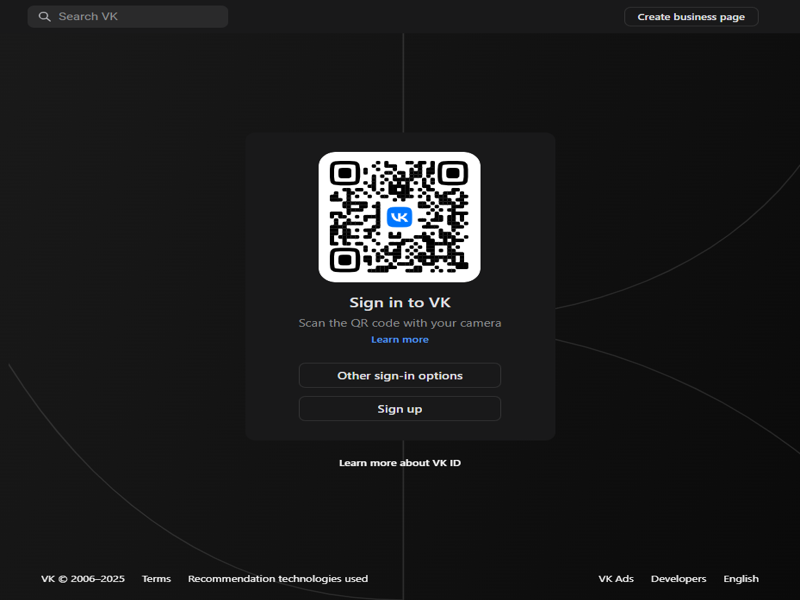 Search VK
Create business page
VK
Sign in to VK
Scan the QR code with your camera
Learn more
Other sign-in options
Sign up
Learn more about VK ID
VK © 2006–2025 Terms Recommendation technologies used
VK Ads Developers English